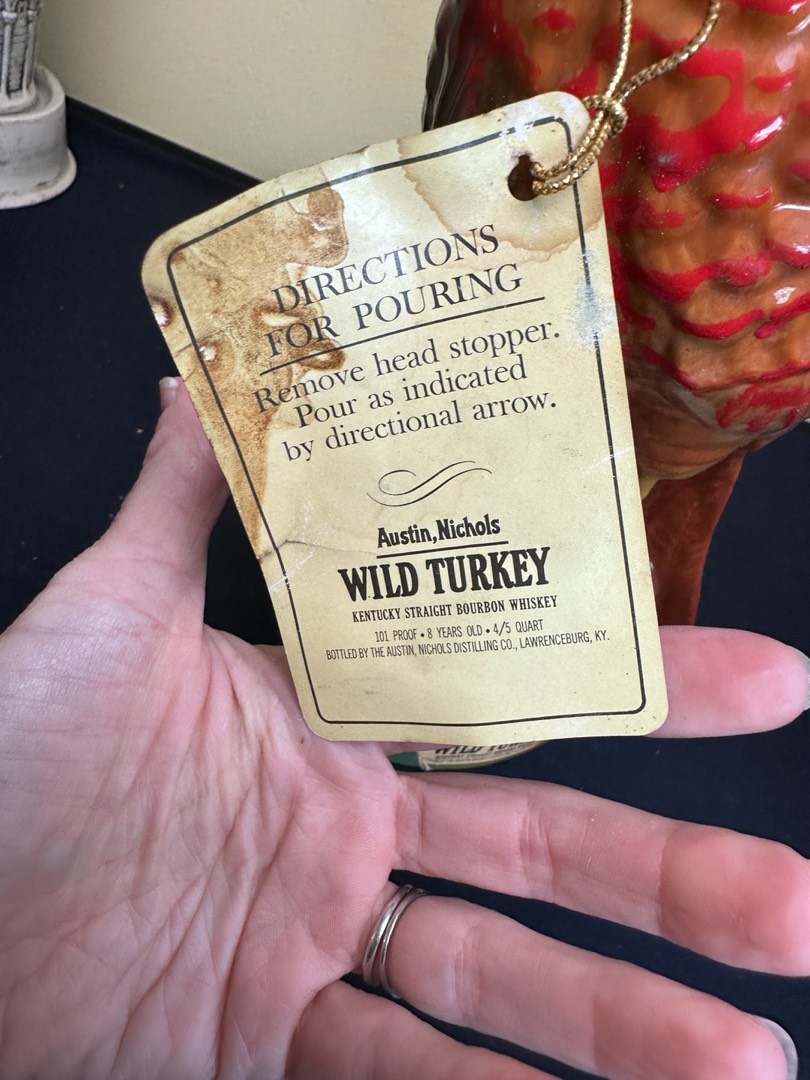 DIRECTIONS
FOR POURING
Remove head stopper.
Pour as indicated
by directional arrow.
Austin, Nichols
WILD TURKEY
KENTUCKY STRAIGHT BOURBON WHISKEY
101 PROOF • 8 YEARS OLD • 4/5 QUART
BOTTLED BY THE AUSTIN, NICHOLS DISTILLING CO., LAWRENCEBURG, KY.
WILD